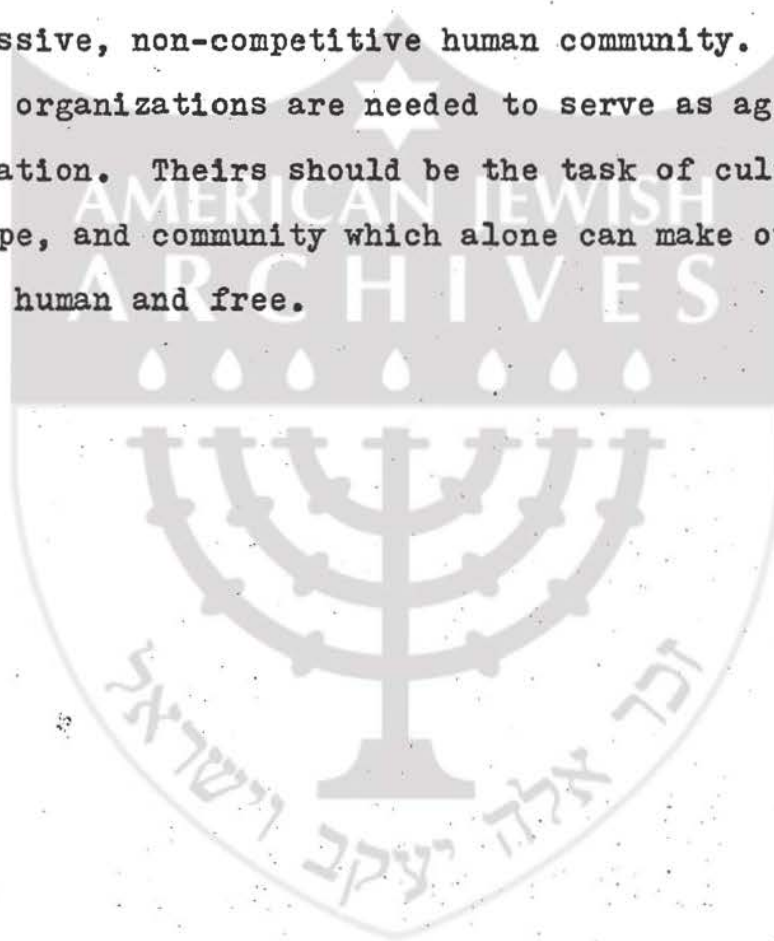 ssive, non-competitive human community.
organizations are needed to serve as ag
ation. Theirs should be the task of cul
pe, and community which alone can make o
human and free.
AMERICAN JEWISH
ARCHIVES
זכר אלה יעקב וישראל